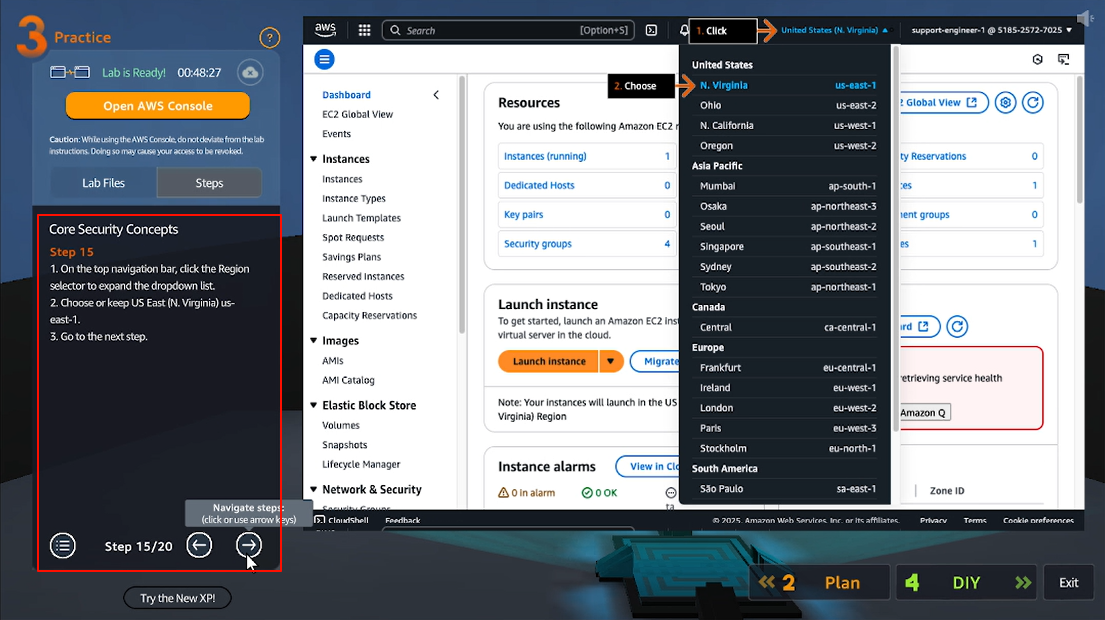 3 Practice
?
Lab is Ready! 00:48:27
Open AWS Console
Caution: While using the AWS Console, do not deviate from the lab
instructions. Doing so may cause your access to be revoked.
Lab Files
Steps
Core Security Concepts
Step 15
1. On the top navigation bar, click the Region
selector to expand the dropdown list.
2. Choose or keep US East (N. Virginia) us-
east-1.
3. Go to the next step.
Navigate steps:
(click or use arrow keys)
Step 15/20
Try the New XP!
aws
Search
[Option+S]
1. Click
United States (N. Virginia)
support-engineer-1 @ 5185-2572-7025
2. Choose
Dashboard
EC2 Global View
Events
Instances
Instances
Instance Types
Launch Templates
Spot Requests
Savings Plans
Reserved Instances
Dedicated Hosts
Capacity Reservations
Images
AMIs
AMI Catalog
Elastic Block Store
Volumes
Snapshots
Lifecycle Manager
Network & Security
Security Groups
Resources
You are using the following Amazon EC2 r
Instances (running) 1
Dedicated Hosts 0
Key pairs 0
Security groups 4
Launch instance
To get started, launch an Amazon EC2 inst
virtual server in the cloud.
Launch instance
Migrate
Note: Your instances will launch in the US
Virginia) Region
Instance alarms
View in Clo
0 in alarm
0 OK
United States
N. Virginia us-east-1
Ohio us-east-2
N. California us-west-1
Oregon us-west-2
Asia Pacific
Mumbai ap-south-1
Osaka ap-northeast-3
Seoul ap-northeast-2
Singapore ap-southeast-1
Sydney ap-southeast-2
Tokyo ap-northeast-1
Canada
Central ca-central-1
Europe
Frankfurt eu-central-1
Ireland eu-west-1
London eu-west-2
Paris eu-west-3
Stockholm eu-north-1
South America
São Paulo sa-east-1
2 Global View
ty Reservations 0
es 1
ent groups 0
es 1
rd
etrieving service health
Amazon Q
Zone ID
CloudShell Feedback
© 2025, Amazon Web Services, Inc. or its affiliates. Privacy Terms Cookie preferences
2 Plan
4 DIY
Exit